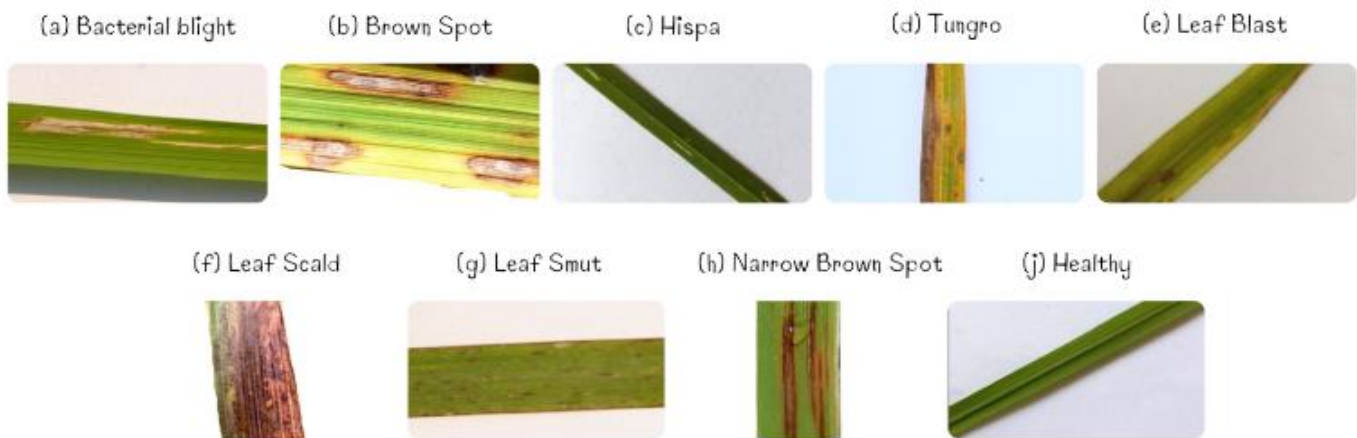 (a) Bacterial blight
(b) Brown Spot
(c) Hispa
(d) Tungro
(e) Leaf Blast
(f) Leaf Scald
(g) Leaf Smut
(h) Narrow Brown Spot
(j) Healthy